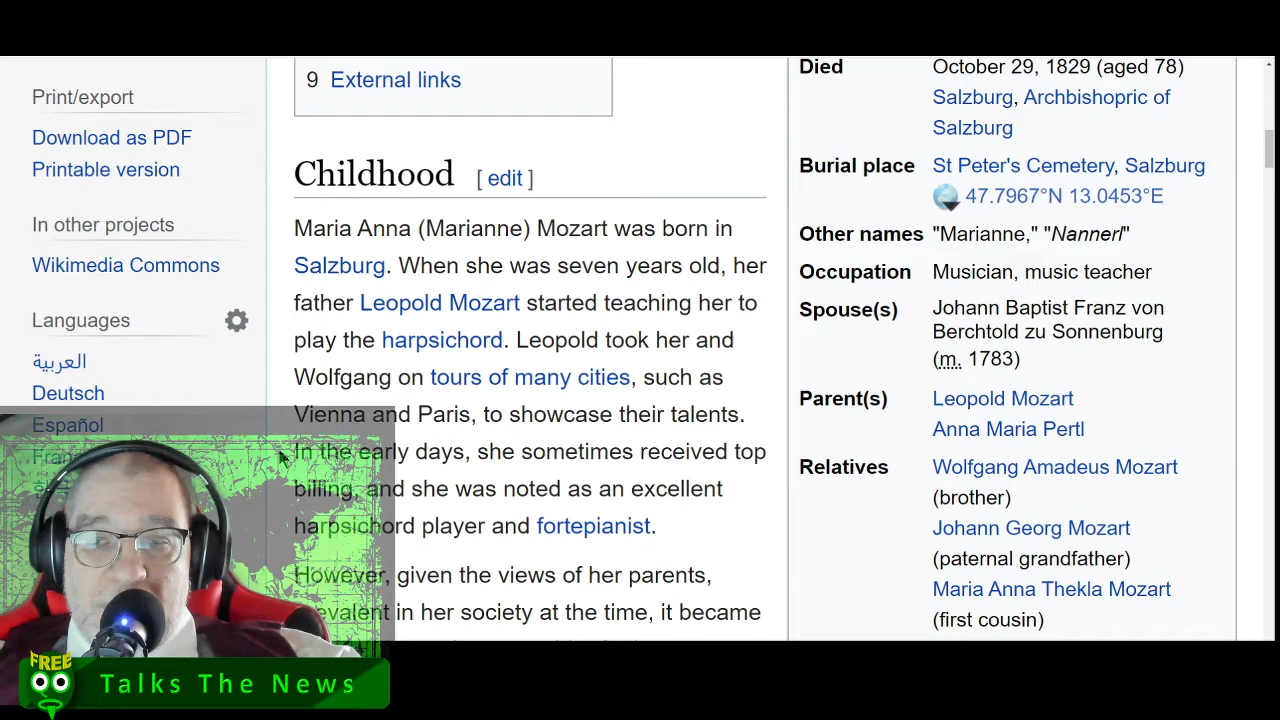 Print/export
Download as PDF
Printable version
In other projects
Wikimedia Commons
Languages
العربية
Deutsch
Español
9 External links
Childhood [ edit ]
Maria Anna (Marianne) Mozart was born in
Salzburg. When she was seven years old, her
father Leopold Mozart started teaching her to
play the harpsichord. Leopold took her and
Wolfgang on tours of many cities, such as
Vienna and Paris, to showcase their talents.
In the early days, she sometimes received top
billing, and she was noted as an excellent
harpsichord player and fortepianist.
However, given the views of her parents,
in her society at the time, it became
Died October 29, 1829 (aged 78)
Salzburg, Archbishopric of
Salzburg
Burial place St Peter's Cemetery, Salzburg
47.7967°N 13.0453°E
Other names "Marianne," "Nannerl"
Occupation Musician, music teacher
Spouse(s) Johann Baptist Franz von
Berchtold zu Sonnenburg
(m. 1783)
Parent(s) Leopold Mozart
Anna Maria Pertl
Relatives Wolfgang Amadeus Mozart
(brother)
Johann Georg Mozart
(paternal grandfather)
Maria Anna Thekla Mozart
(first cousin)
FREE
Talks The News